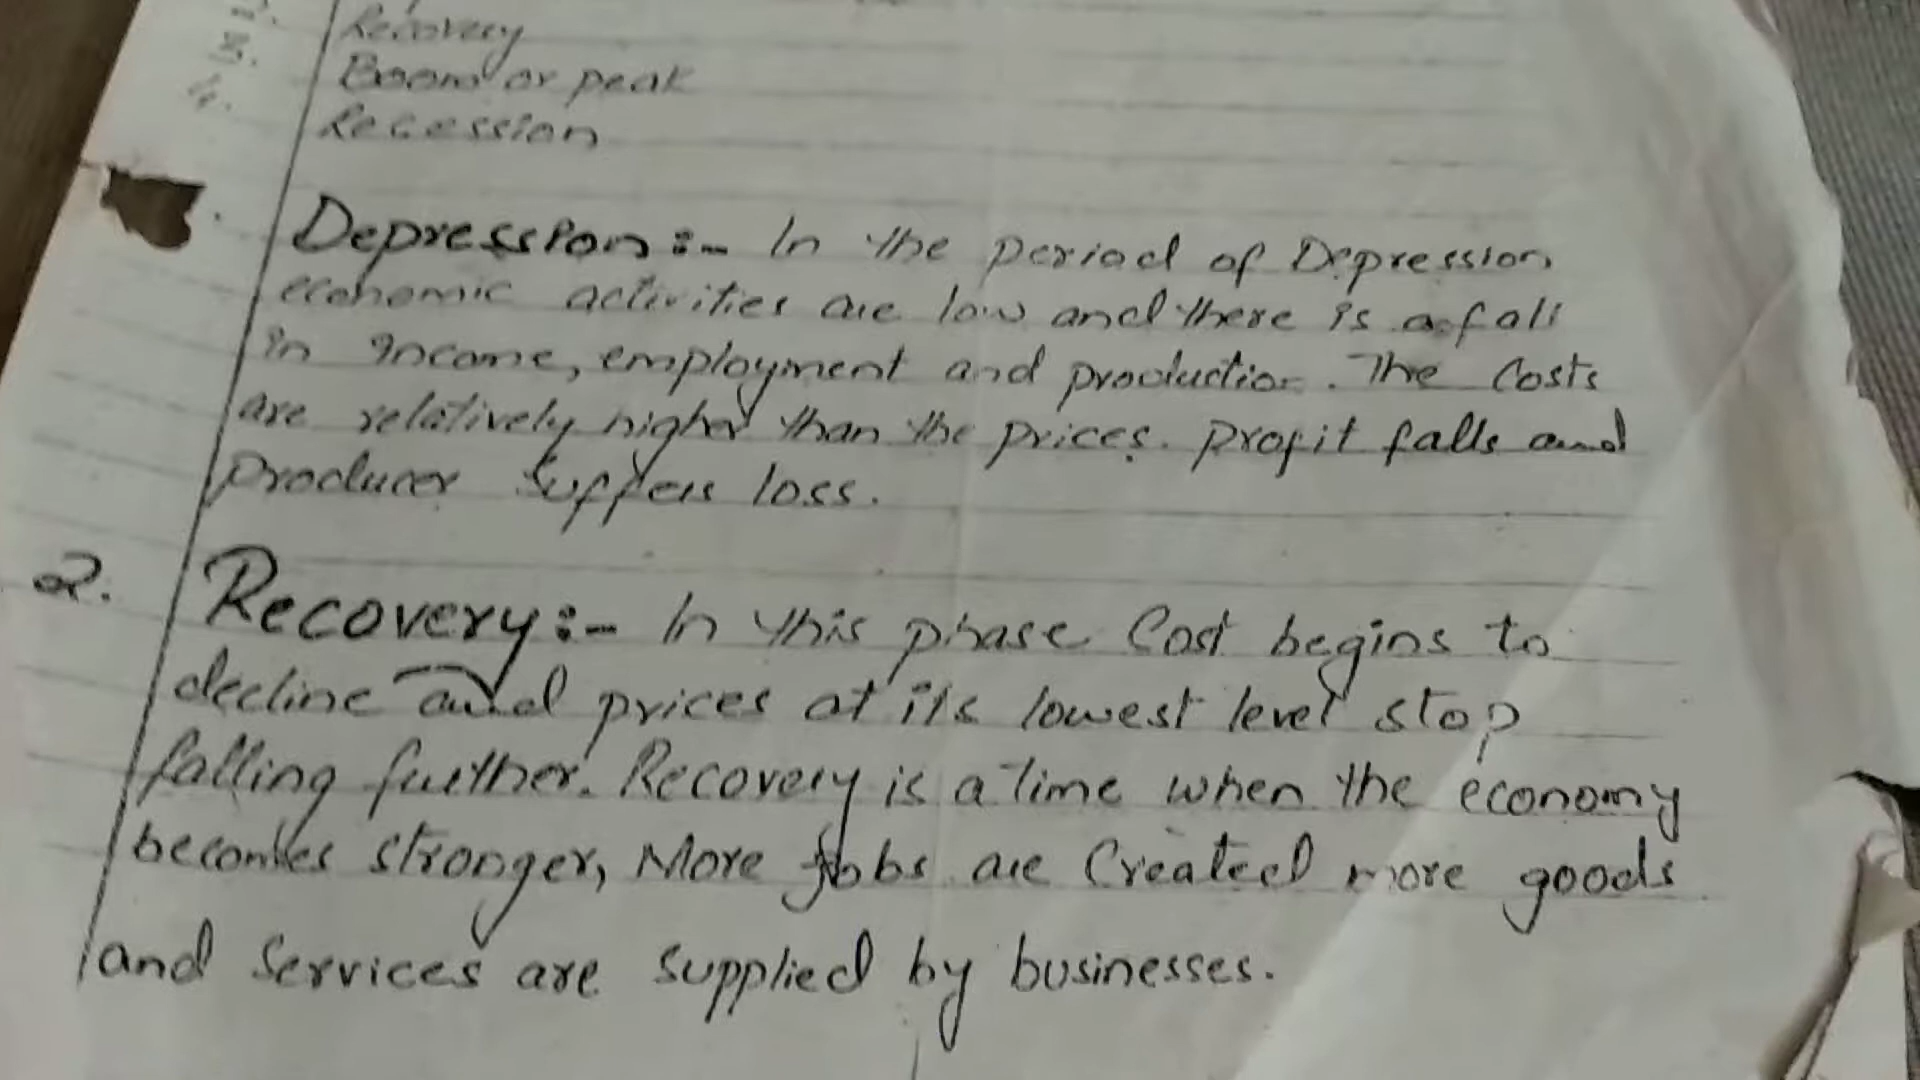 2. Recovery
3. Boom or peak
4. Recession
Depression :- In the period of Depression
economic activities are low and there is a fall
in Income, employment and production. The Costs
are relatively higher than the prices. Profit falls and
Producer Suffers loss.
2. Recovery :- In this phase Cost begins to
decline and prices at its lowest level stop
falling further. Recovery is a time when the economy
becomes stronger, More jobs are Created more goods
and Services are Supplied by businesses.